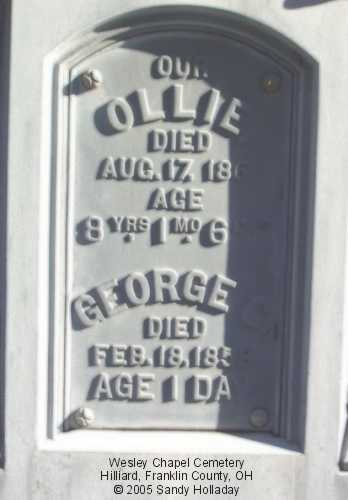 OUR
OLLIE
DIED
AUG. 17, 18
AGE
8 YRS 1 MO 6
GEORGE
DIED
FEB. 18, 185
AGE 1 DA
Wesley Chapel Cemetery
Hilliard, Franklin County, OH
© 2005 Sandy Holladay